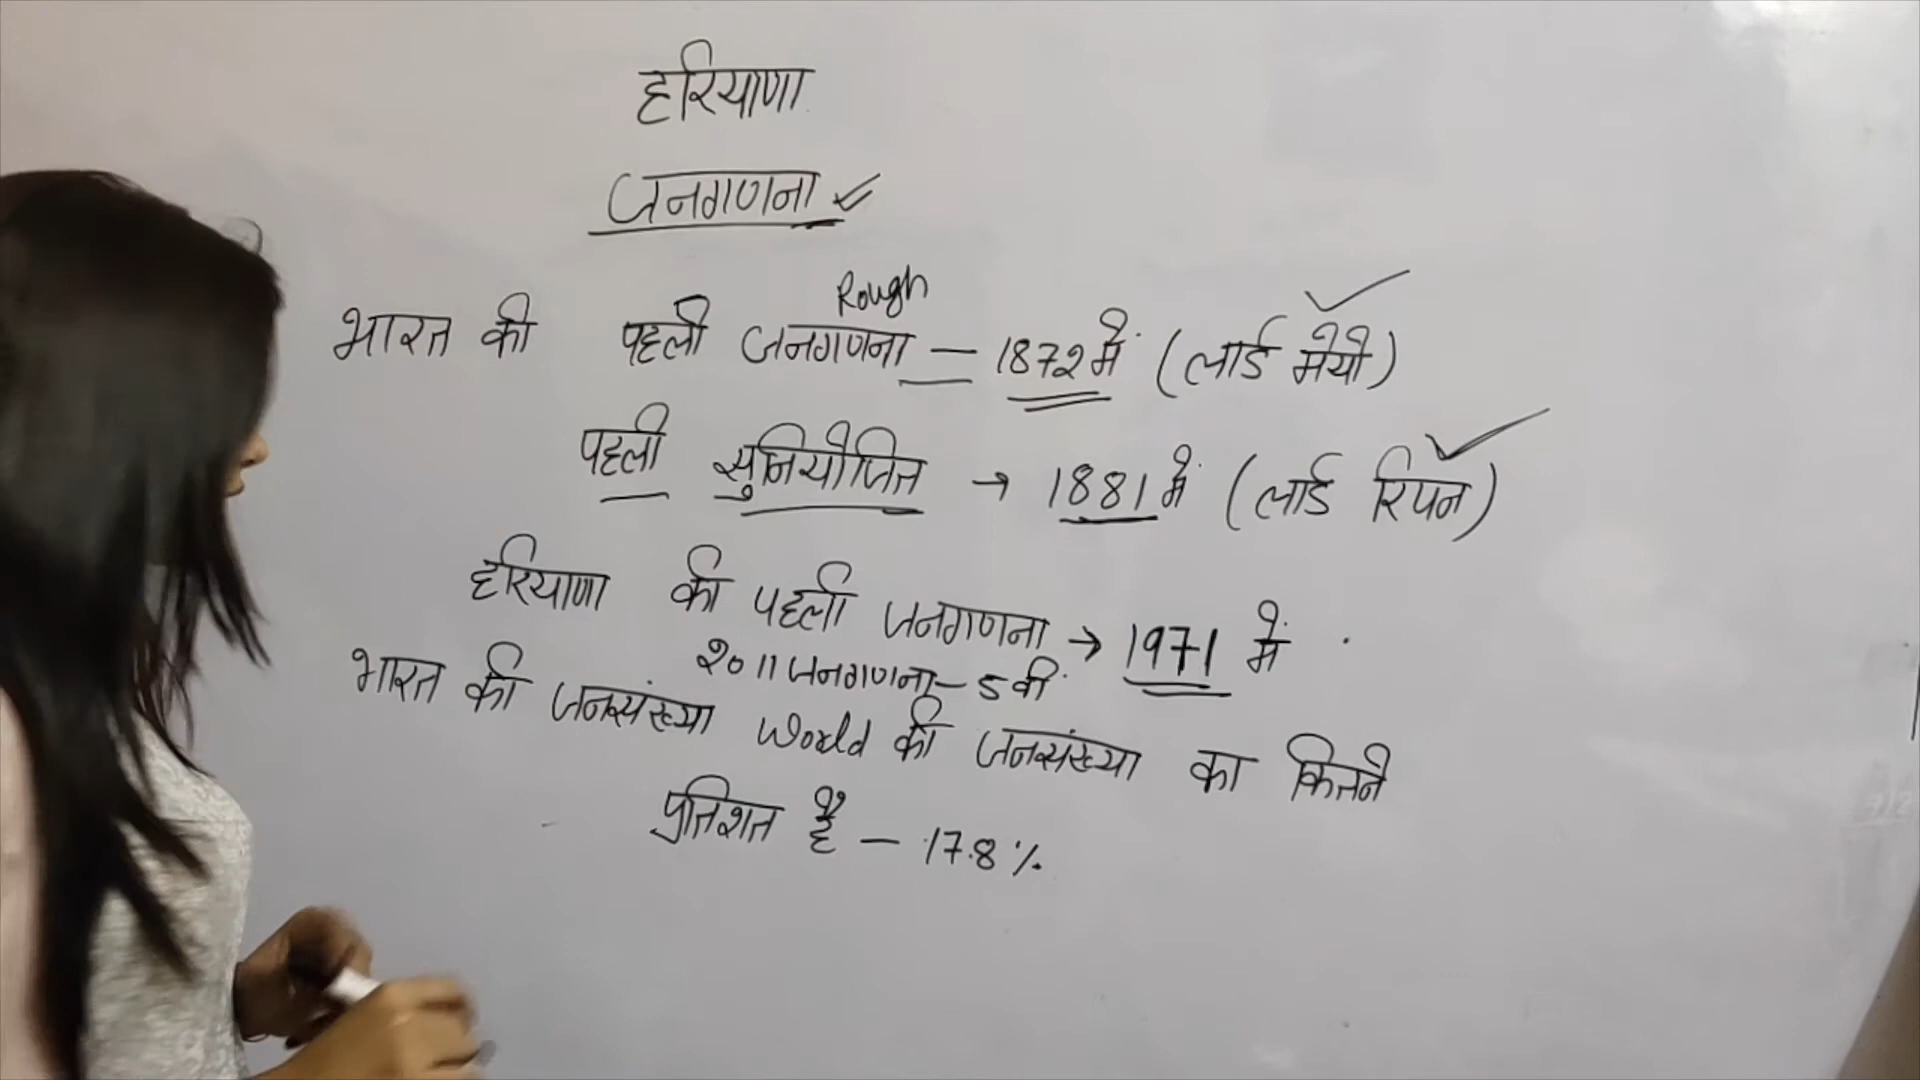 हरियाणा
जनगणना
Rough
भारत की पहली जनगणना — 1872 में (लार्ड मेयो)
पहली सुनियोजित → 1881 में (लार्ड रिपन)
हरियाणा की पहली जनगणना → 1971 में
2011 जनगणना – 5 वी
भारत की जनसंख्या World की जनसंख्या का कितने
प्रतिशत है — 17.8 %